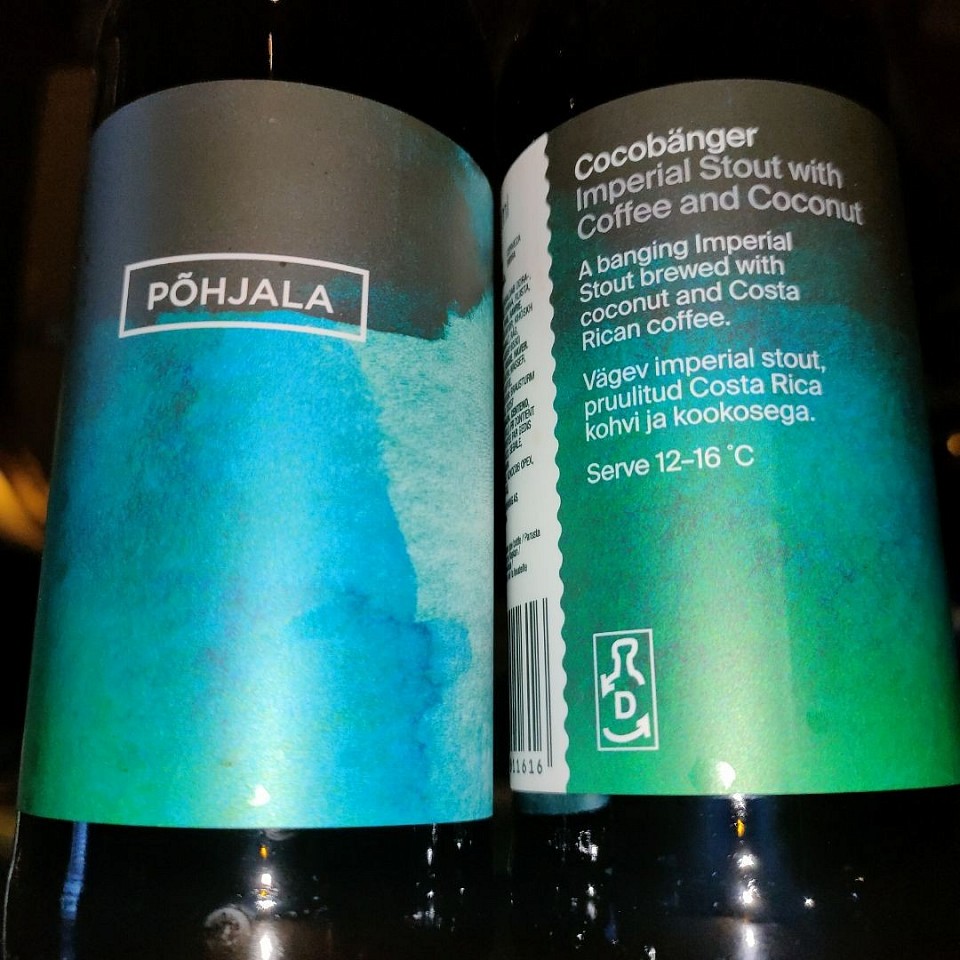 PÕHJALA
Cocobänger
Imperial Stout with
Coffee and Coconut
A banging Imperial
Stout brewed with
coconut and Costa
Rican coffee.
Vägev imperial stout,
pruulitud Costa Rica
kohvi ja kookosega.
Serve 12–16 °C
D
11616